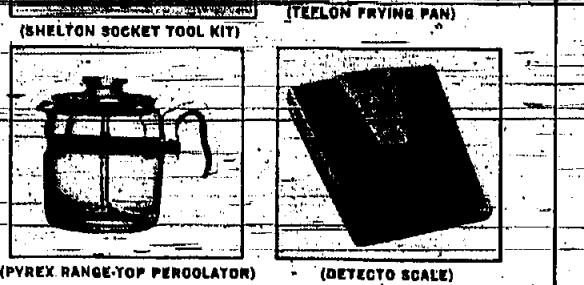 (TEFLON FRYING PAN)
(SHELTON SOCKET TOOL KIT)
(PYREX RANGE-TOP PERCOLATOR)
(DETECTO SCALE)